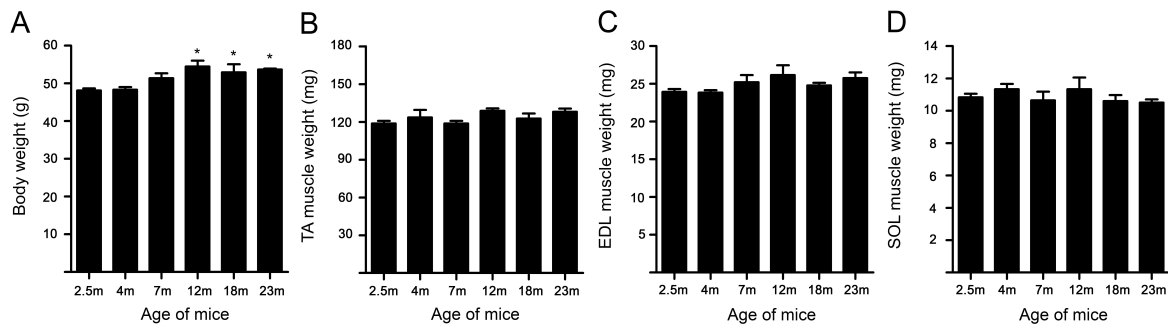 A
Body weight (g)
60
50
40
30
20
10
* * *
2.5m 4m 7m 12m 18m 23m
Age of mice
B
TA muscle weight (mg)
180
150
120
90
60
30
2.5m 4m 7m 12m 18m 23m
Age of mice
C
EDL muscle weight (mg)
30
25
20
15
10
5
2.5m 4m 7m 12m 18m 23m
Age of mice
D
SOL muscle weight (mg)
14
12
10
8
6
4
2
2.5m 4m 7m 12m 18m 23m
Age of mice